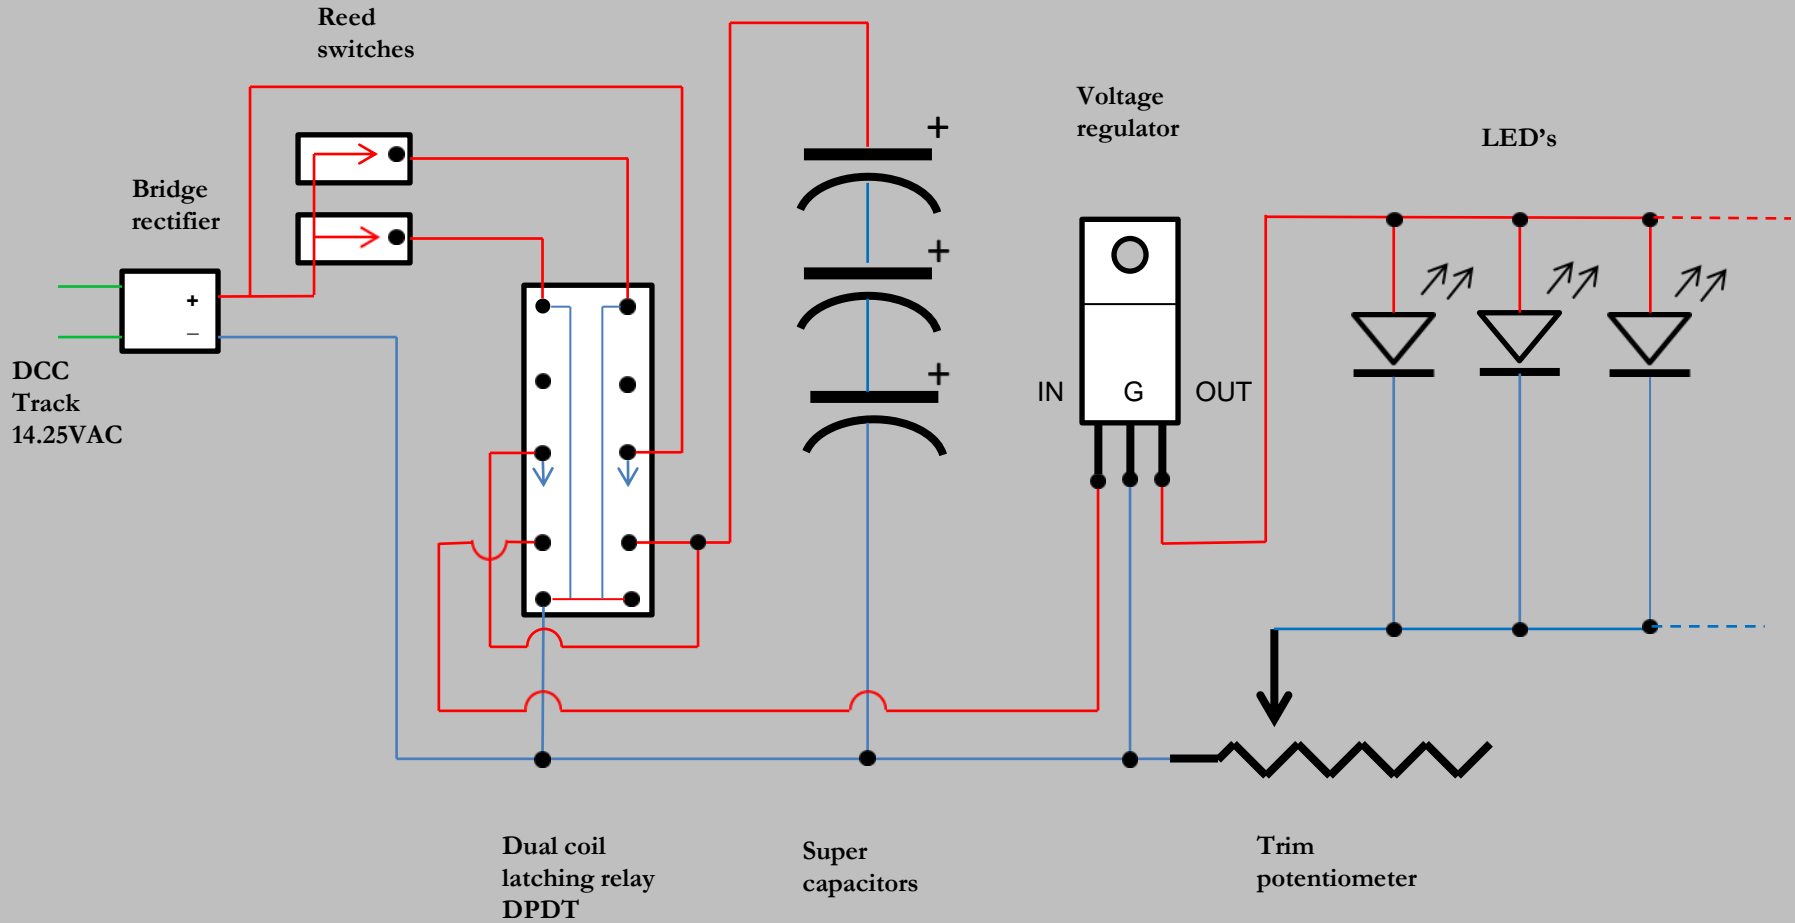 Reed
switches
Bridge
rectifier
+
−
DCC
Track
14.25VAC
+
+
+
Voltage
regulator
IN
G
OUT
LED’s
Dual coil
latching relay
DPDT
Super
capacitors
Trim
potentiometer